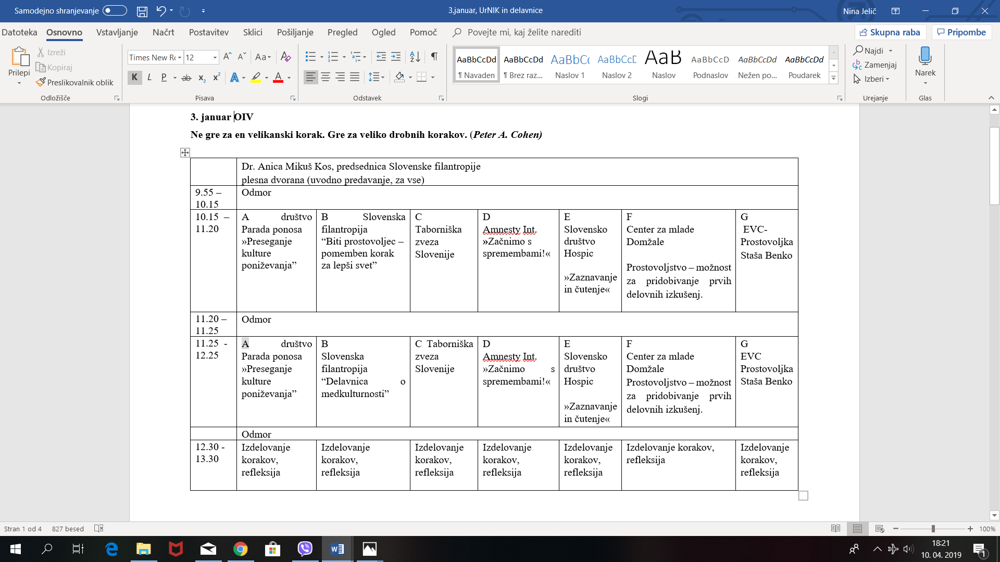 Samodejno shranjevanje
3.januar, UrNIK in delavnice
Nina Jelić
Datoteka Osnovno Vstavljanje Načrt Postavitev Sklici Pošiljanje Pregled Ogled Pomoč Povejte mi, kaj želite narediti
Skupna raba Pripombe
Prilepi
Izreži
Kopiraj
Preslikovalnik oblik
Odložišče
Times New Ro 12
K L P ab x₂ x²
Pisava
Odstavek
AaBbCcDd AaBbCcDd AaBbCc AaBbCcD AaB AaBbCcD AaBbCcDd AaBbCcDd
¶ Navaden ¶ Brez raz... Naslov 1 Naslov 2 Naslov Podnaslov Nežen po... Poudarek
Slogi
Najdi
Zamenjaj
Izberi
Urejanje
Narek
Glas
3. januar OIV
Ne gre za en velikanski korak. Gre za veliko drobnih korakov. (Peter A. Cohen)
Dr. Anica Mikuš Kos, predsednica Slovenske filantropije
plesna dvorana (uvodno predavanje, za vse)
9.55 –
10.15
Odmor
10.15 –
11.20
A društvo
Parada ponosa
»Preseganje
kulture
poniževanja”
B Slovenska
filantropija
“Biti prostovoljec –
pomemben korak
za lepši svet”
C
Taborniška
zveza
Slovenije
D
Amnesty Int.
»Začnimo s
spremembami!«
E
Slovensko
društvo
Hospic
»Zaznavanje
in čutenje«
F
Center za mlade
Domžale
Prostovoljstvo – možnost
za pridobivanje prvih
delovnih izkušenj.
G
EVC-
Prostovoljka
Staša Benko
11.20 –
11.25
Odmor
11.25 -
12.25
A društvo
Parada ponosa
»Preseganje
kulture
poniževanja”
B
Slovenska
filantropija
“Delavnica o
medkulturnosti”
C Taborniška
zveza
Slovenije
D
Amnesty Int.
»Začnimo s
spremembami!«
E
Slovensko
društvo
Hospic
»Zaznavanje
in čutenje«
F
Center za mlade
Domžale
Prostovoljstvo – možnost
za pridobivanje prvih
delovnih izkušenj.
G
EVC
Prostovoljka
Staša Benko
Odmor
12.30 -
13.30
Izdelovanje
korakov,
refleksija
Izdelovanje
korakov,
refleksija
Izdelovanje
korakov,
refleksija
Izdelovanje
korakov,
refleksija
Izdelovanje
korakov,
refleksija
Izdelovanje korakov,
refleksija
Izdelovanje
korakov,
refleksija
Stran 1 od 4 827 besed
100%
18:21
10. 04. 2019
1